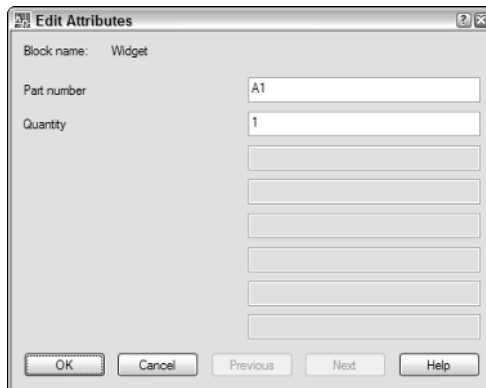 Edit Attributes
Block name: Widget
Part number A1
Quantity 1
OK Cancel Previous Next Help